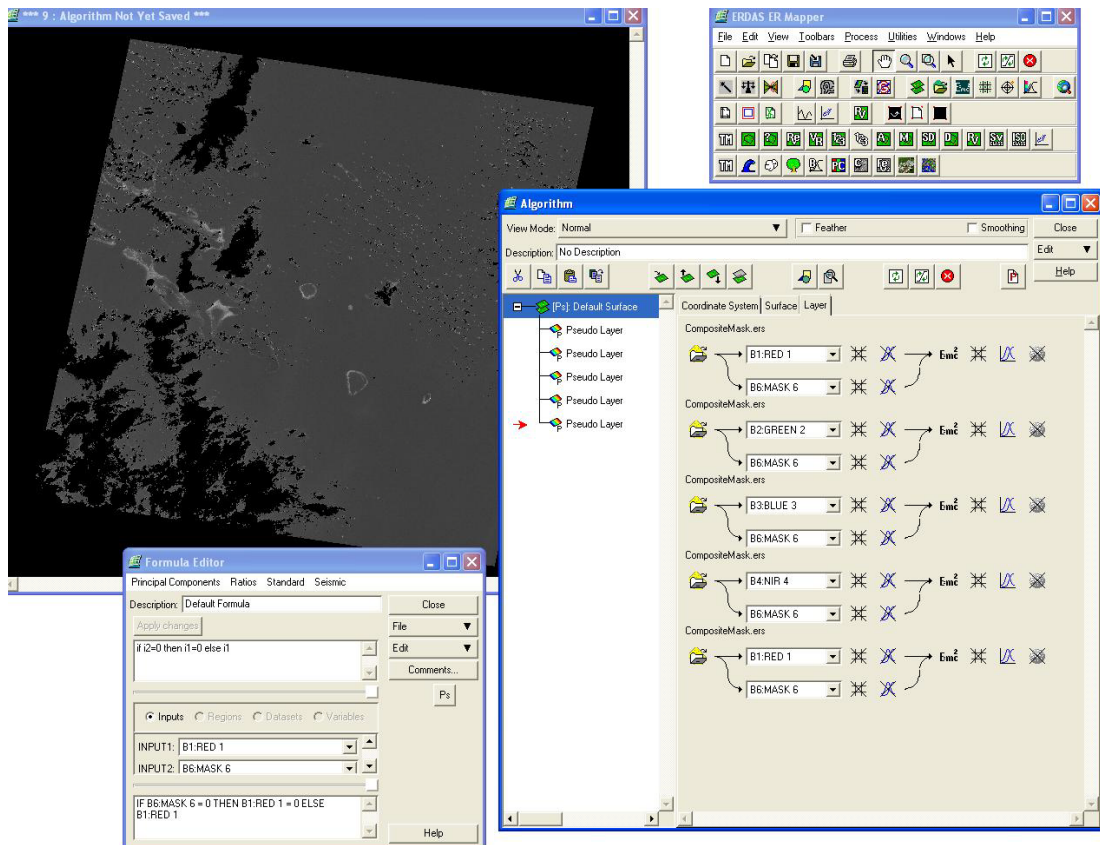 *** 9 : Algorithm Not Yet Saved ***
ERDAS ER Mapper
File Edit View Toolbars Process Utilities Windows Help
Algorithm
View Mode: Normal
Feather
Smoothing
Close
Description: No Description
Edit
Help
[Ps]: Default Surface
Pseudo Layer
Pseudo Layer
Pseudo Layer
Pseudo Layer
Pseudo Layer
Coordinate System Surface Layer
CompositeMask.ers
B1:RED 1
B6:MASK 6
CompositeMask.ers
B2:GREEN 2
B6:MASK 6
CompositeMask.ers
B3:BLUE 3
B6:MASK 6
CompositeMask.ers
B4:NIR 4
B6:MASK 6
CompositeMask.ers
B1:RED 1
B6:MASK 6
Formula Editor
Principal Components Ratios Standard Seismic
Description: Default Formula
Close
Apply changes
File
if i2=0 then i1=0 else i1
Edit
Comments...
Ps
Inputs Regions Datasets Variables
INPUT1: B1:RED 1
INPUT2: B6:MASK 6
IF B6:MASK 6 = 0 THEN B1:RED 1 = 0 ELSE
B1:RED 1
Help